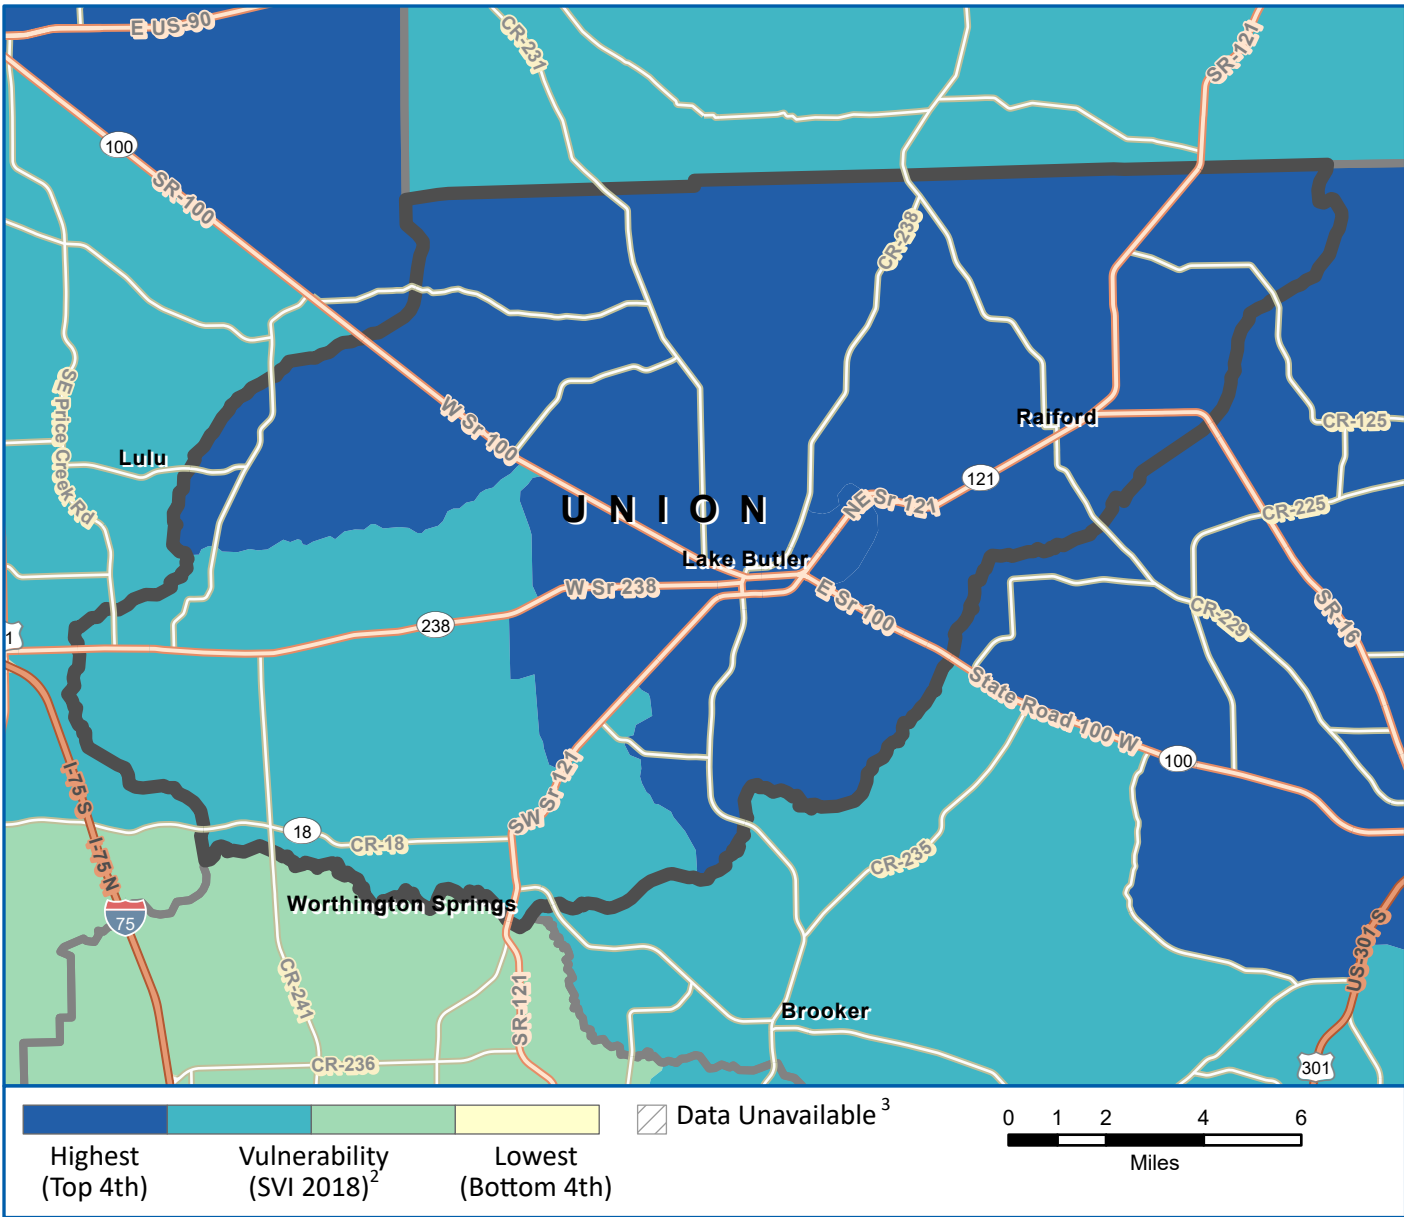 E US-90
CR-231
SR-121
100
SR-100
CR-238
SE Price Creek Rd
W Sr 100
Raiford
CR-125
Lulu
121
UNION
NE Sr 121
CR-225
Lake Butler
W Sr 238
E Sr 100
238
CR-229
SR-16
1
State Road 100 W
100
I-75 S
SW Sr 121
18
CR-18
I-75 N
CR-235
Worthington Springs
75
US-301 S
CR-241
SR-121
Brooker
CR-236
301
Highest
(Top 4th)
Vulnerability
(SVI 2018)2
Lowest
(Bottom 4th)
Data Unavailable 3
0 1 2 4 6
Miles